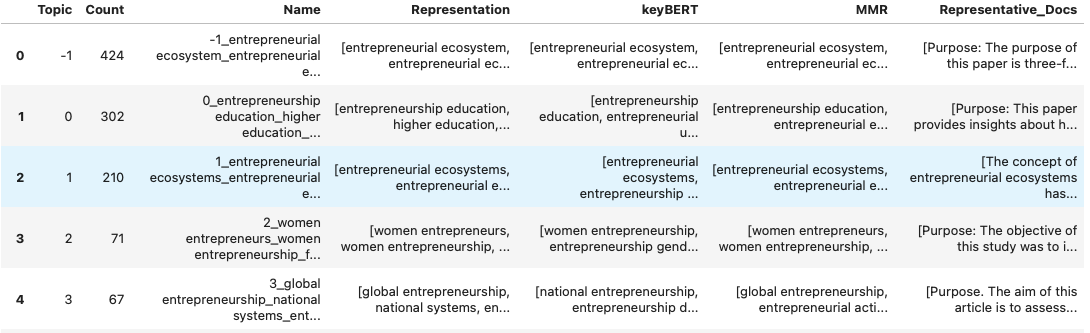 Topic Count Name Representation keyBERT MMR Representative_Docs
0 -1 424 -1_entrepreneurial ecosystem_entrepreneurial e... [entrepreneurial ecosystem, entrepreneurial ec... [entrepreneurial ecosystem, entrepreneurial ec... [entrepreneurial ecosystem, entrepreneurial ec... [Purpose: The purpose of this paper is three-f...
1 0 302 0_entrepreneurship education_higher education_... [entrepreneurship education, higher education,... [entrepreneurship education, entrepreneurial u... [entrepreneurship education, entrepreneurial e... [Purpose: This paper provides insights about h...
2 1 210 1_entrepreneurial ecosystems_entrepreneurial e... [entrepreneurial ecosystems, entrepreneurial e... [entrepreneurial ecosystems, entrepreneurship ... [entrepreneurial ecosystems, entrepreneurial e... [The concept of entrepreneurial ecosystems has...
3 2 71 2_women entrepreneurs_women entrepreneurship_f... [women entrepreneurs, women entrepreneurship, ... [women entrepreneurship, entrepreneurship gend... [women entrepreneurs, women entrepreneurship, ... [Purpose: The objective of this study was to i...
4 3 67 3_global entrepreneurship_national systems_ent... [global entrepreneurship, national systems, en... [national entrepreneurship, entrepreneurship d... [global entrepreneurship, entrepreneurial acti... [Purpose. The aim of this article is to assess...